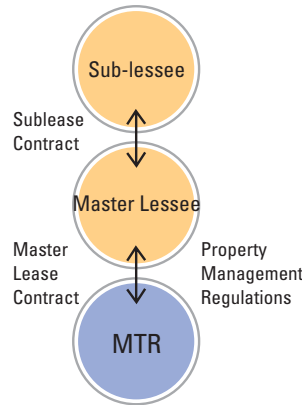 Sub-lessee
Sublease
Contract
Master Lessee
Master
Lease
Contract
Property
Management
Regulations
MTR